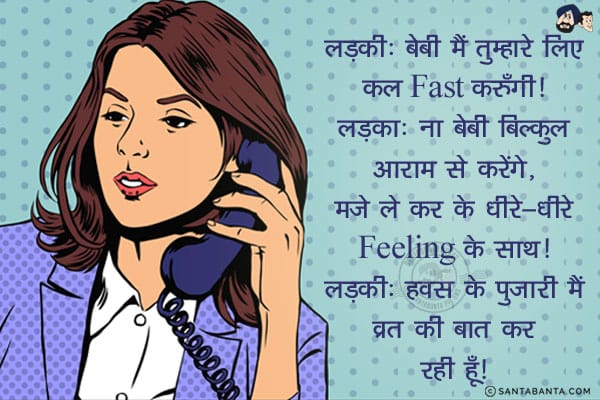 लड़कीः बेबी मैं तुम्हारे लिए
कल Fast करुँगी!
लड़काः ना बेबी बिल्कुल
आराम से करेंगे,
मजे ले कर के धीरे-धीरे
Feeling के साथ!
लड़कीः हवस के पुजारी मैं
व्रत की बात कर
रही हूँ!
© SANTABANTA.COM